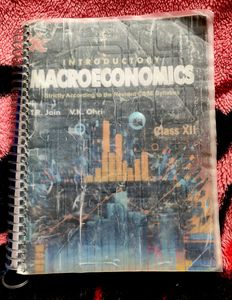 INTRODUCTORY
MACROECONOMICS
Strictly According to the Revised CBSE Syllabus
T.R. Jain V.K. Ohri
Class XII